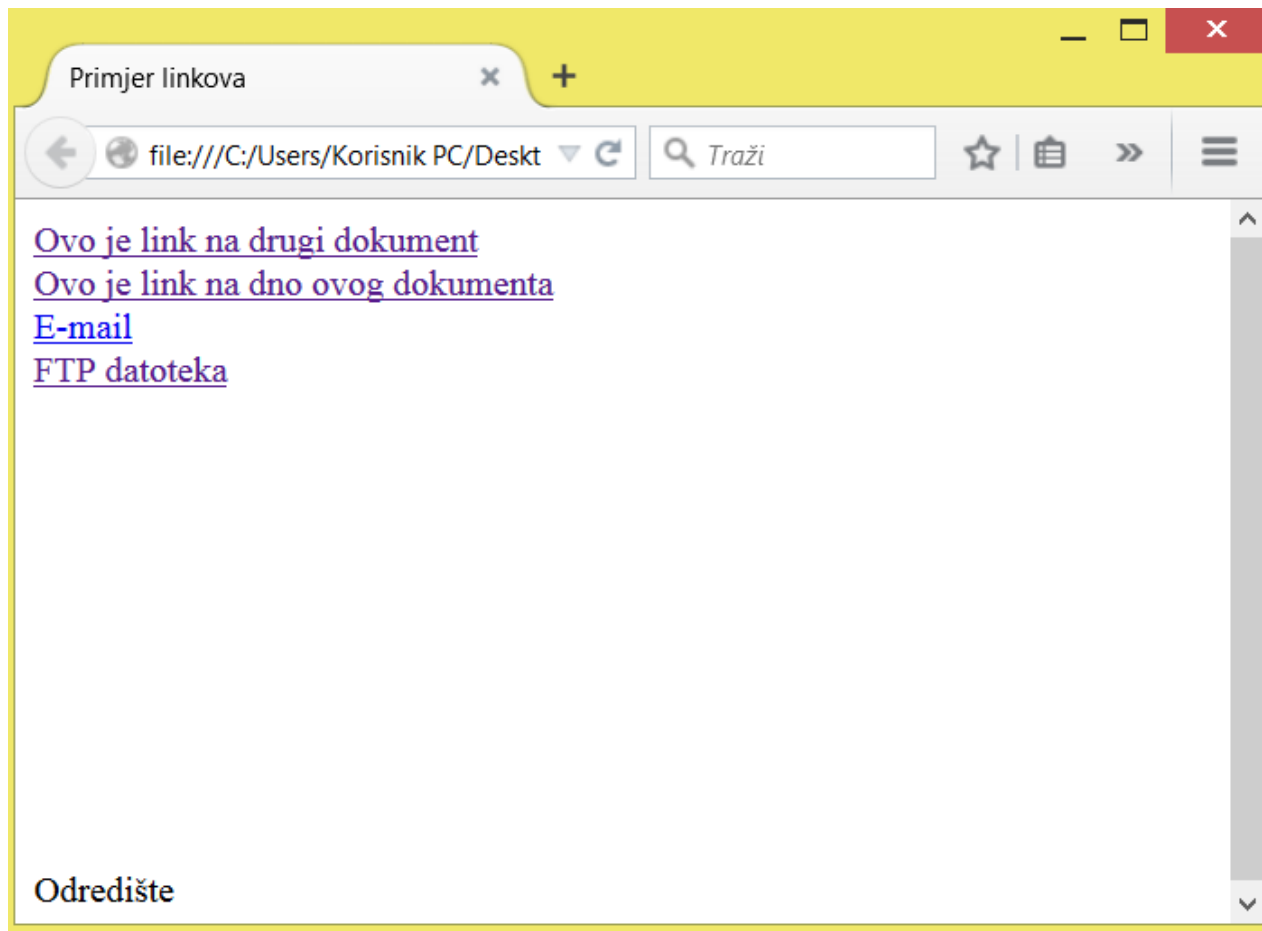 Primjer linkova
file:///C:/Users/Korisnik PC/Deskt
Traži
Ovo je link na drugi dokument
Ovo je link na dno ovog dokumenta
E-mail
FTP datoteka
Odredište